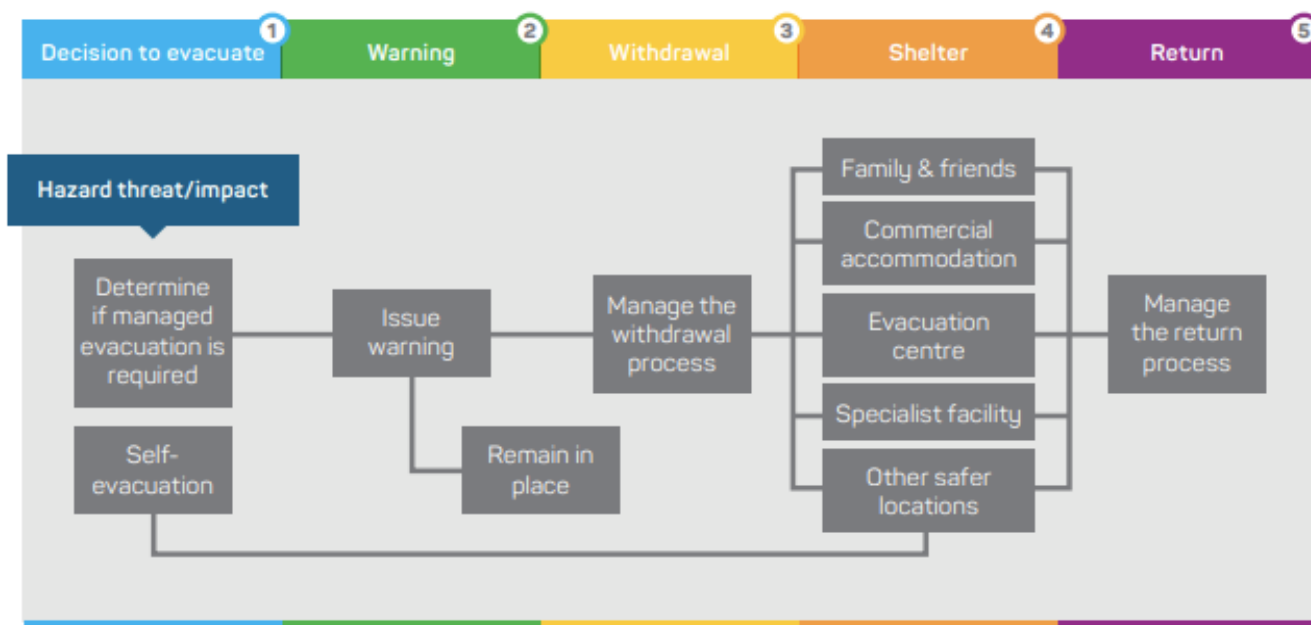 1
2
3
4
5
Decision to evacuate
Warning
Withdrawal
Shelter
Return
Hazard threat/impact
Determine
if managed
evacuation is
required
Self-
evacuation
Issue
warning
Remain in
place
Manage the
withdrawal
process
Family & friends
Commercial
accommodation
Evacuation
centre
Specialist facility
Other safer
locations
Manage
the return
process